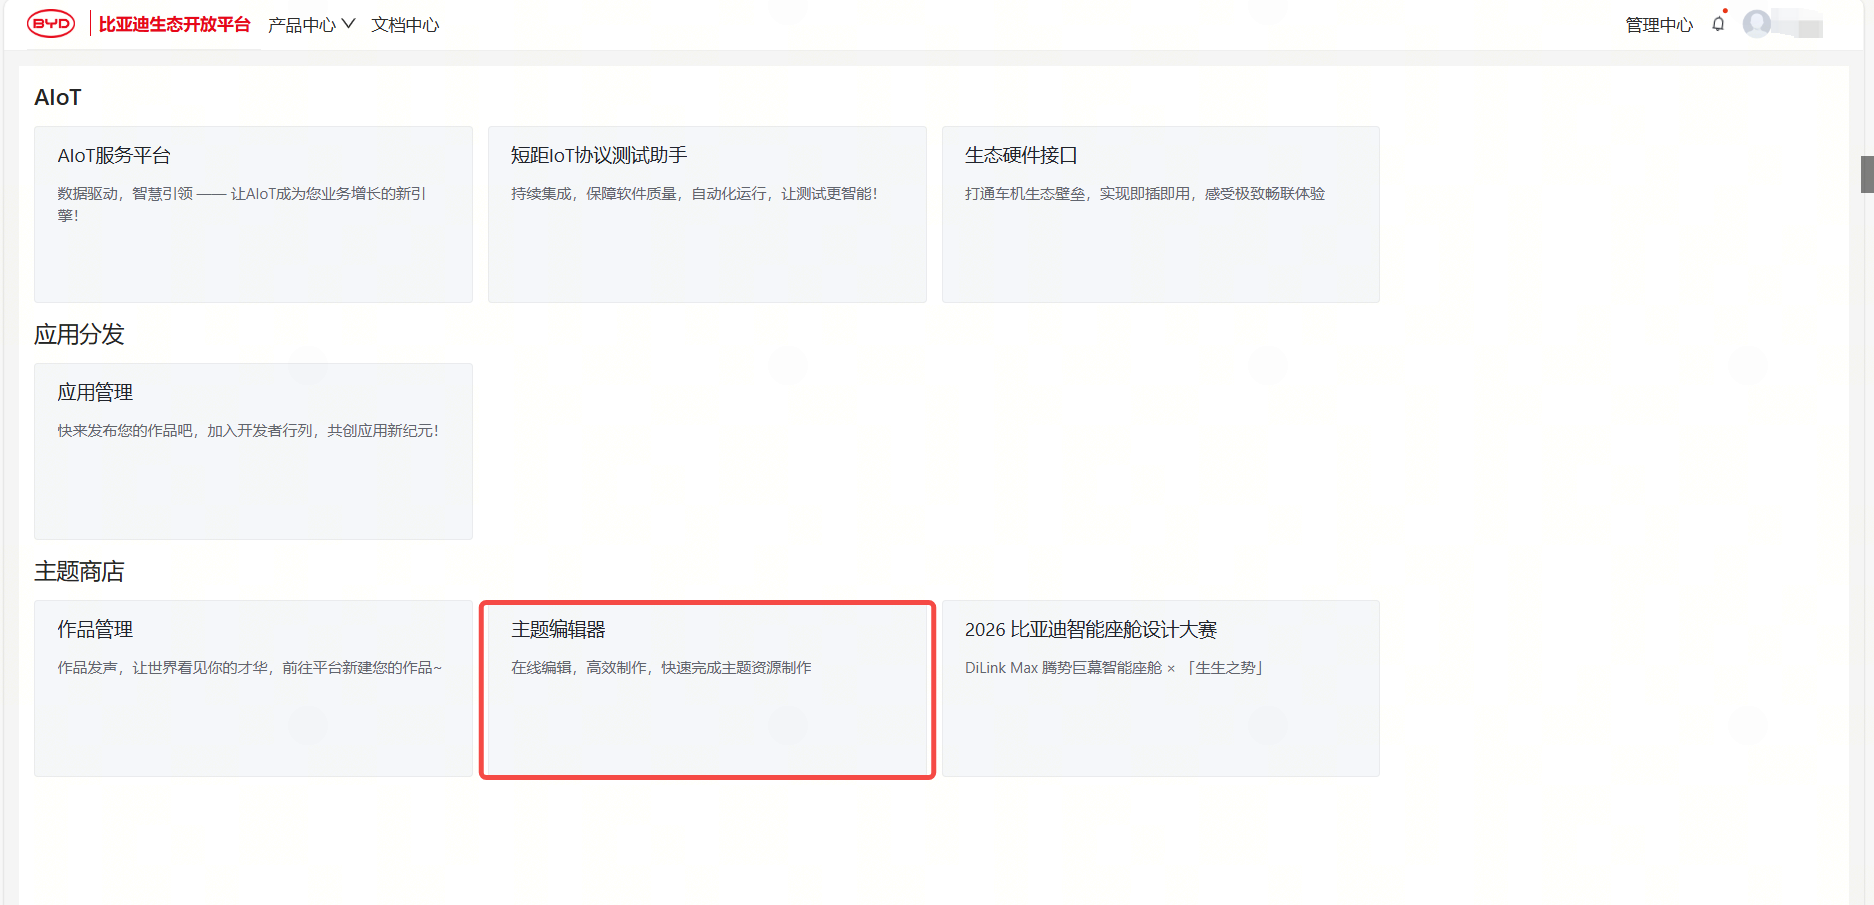 BYD 比亚迪生态开放平台 产品中心 文档中心 管理中心
AIoT
AIoT服务平台
数据驱动，智慧引领 —— 让AIoT成为您业务增长的新引
擎！
短距IoT协议测试助手
持续集成，保障软件质量，自动化运行，让测试更智能！
生态硬件接口
打通车机生态壁垒，实现即插即用，感受极致畅联体验
应用分发
应用管理
快来发布您的作品吧，加入开发者行列，共创应用新纪元！
主题商店
作品管理
作品发声，让世界看见你的才华，前往平台新建您的作品~
主题编辑器
在线编辑，高效制作，快速完成主题资源制作
2026 比亚迪智能座舱设计大赛
DiLink Max 腾势巨幕智能座舱 × 「生生之势」